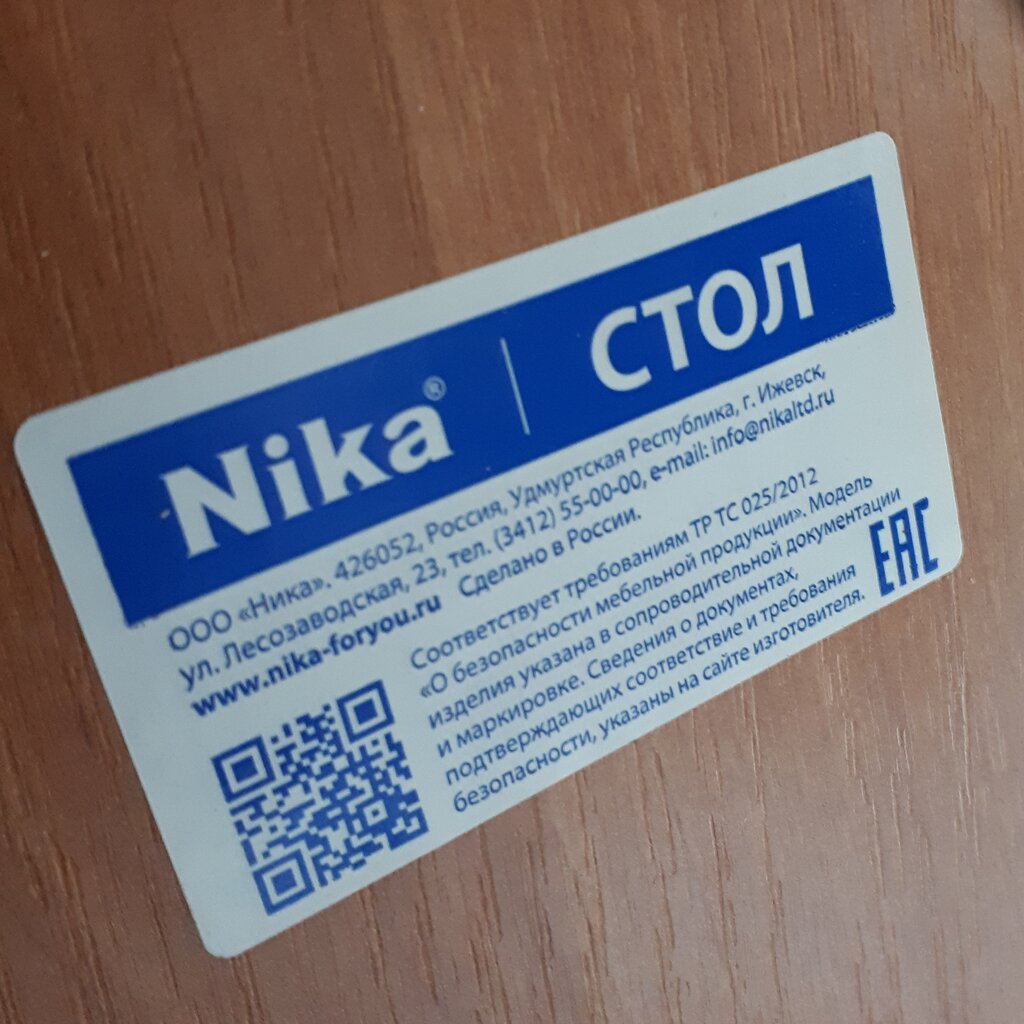 Nika® | СТОЛ
ООО «Ника». 426052, Россия, Удмуртская Республика, г. Ижевск,
ул. Лесозаводская, 23, тел. (3412) 55-00-00, e-mail: info@nikaltd.ru
www.nika-foryou.ru Сделано в России.
Соответствует требованиям ТР ТС 025/2012
«О безопасности мебельной продукции». Модель
изделия указана в сопроводительной документации
и маркировке. Сведения о документах,
подтверждающих соответствие и требования
безопасности, указаны на сайте изготовителя.
EAC